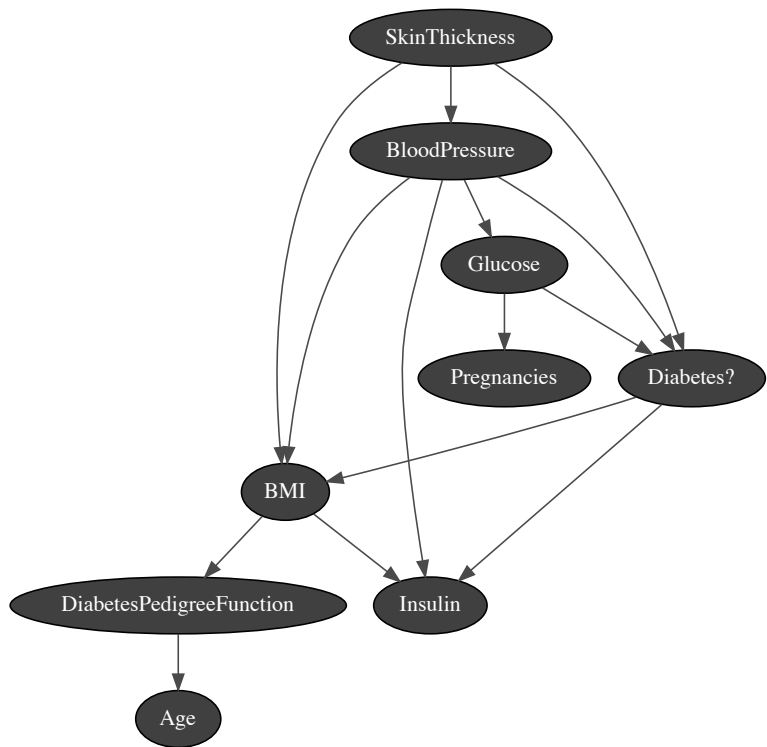 SkinThickness
BloodPressure
Glucose
Pregnancies
Diabetes?
BMI
DiabetesPedigreeFunction
Insulin
Age